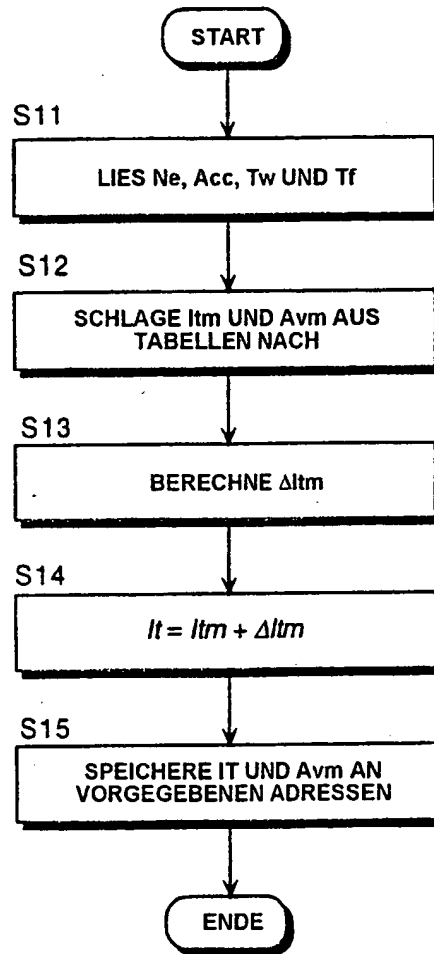 START
S11
LIES Ne, Acc, Tw UND Tf
S12
SCHLAGE Itm UND Avm AUS
TABELLEN NACH
S13
BERECHNE ΔItm
S14
It = Itm + ΔItm
S15
SPEICHERE IT UND Avm AN
VORGEGEBENEN ADRESSEN
ENDE